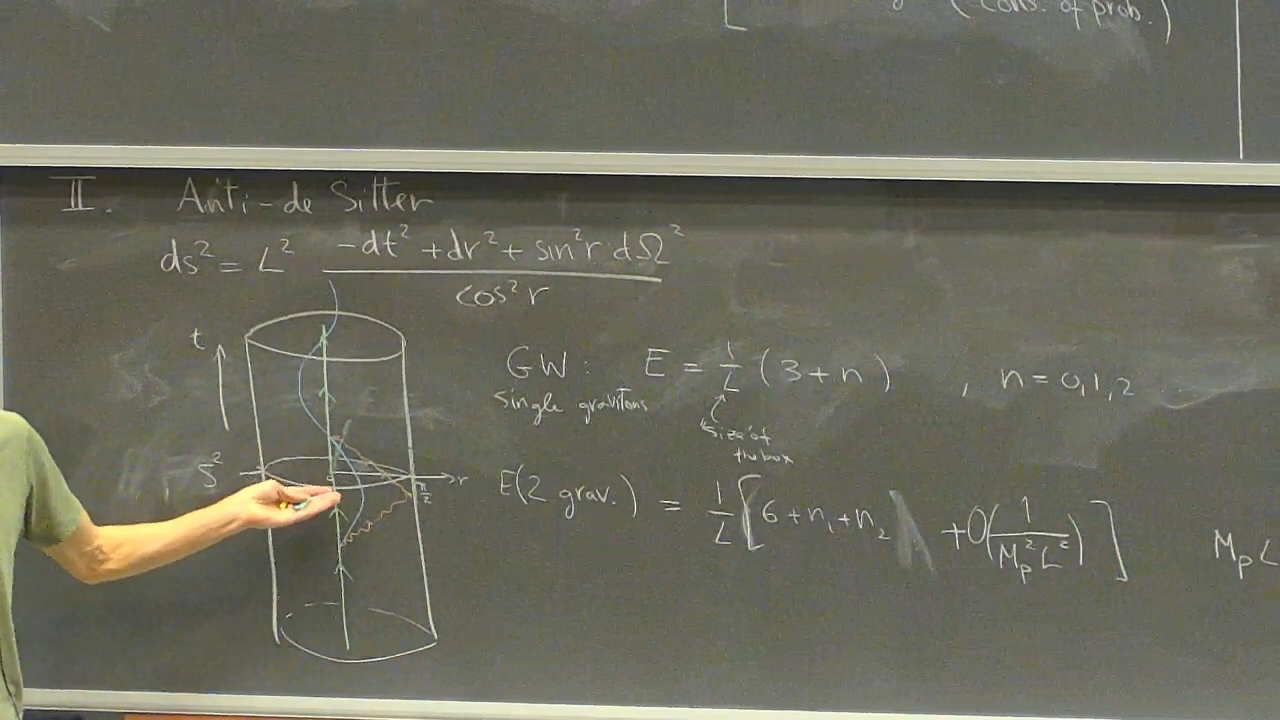 (cons. of prob.)
II. Anti-de Sitter
ds² = L² (-dt² + dr² + sin²r dΩ²) / cos²r
t
GW : E = 1/L (3 + n) , n = 0, 1, 2
single gravitons
size of
the box
S²
r
π/2
E(2 grav.) = 1/L [6 + n₁ + n₂ + O(1/(M_p² L²))]
M_p L